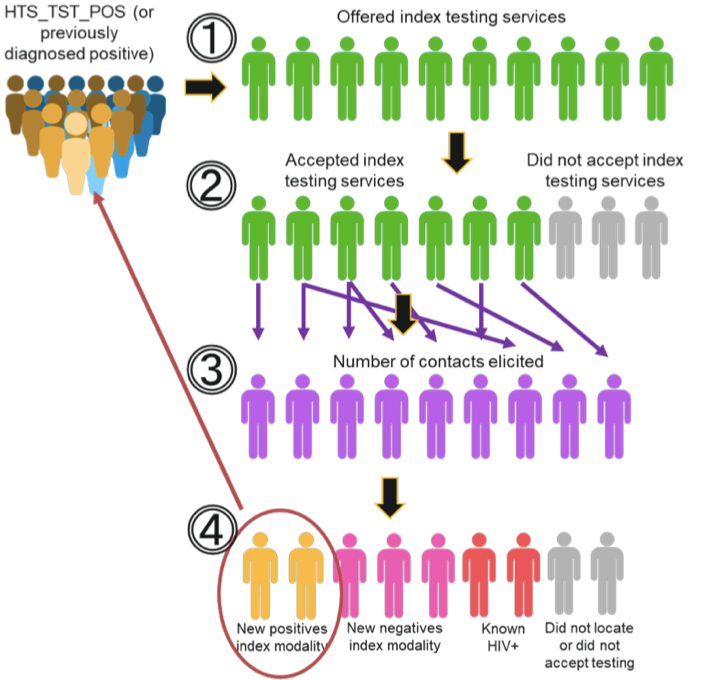 HTS_TST_POS (or
previously
diagnosed positive)
1
Offered index testing services
2
Accepted index
testing services
Did not accept index
testing services
3
Number of contacts elicited
4
New positives
index modality
New negatives
index modality
Known
HIV+
Did not locate
or did not
accept testing